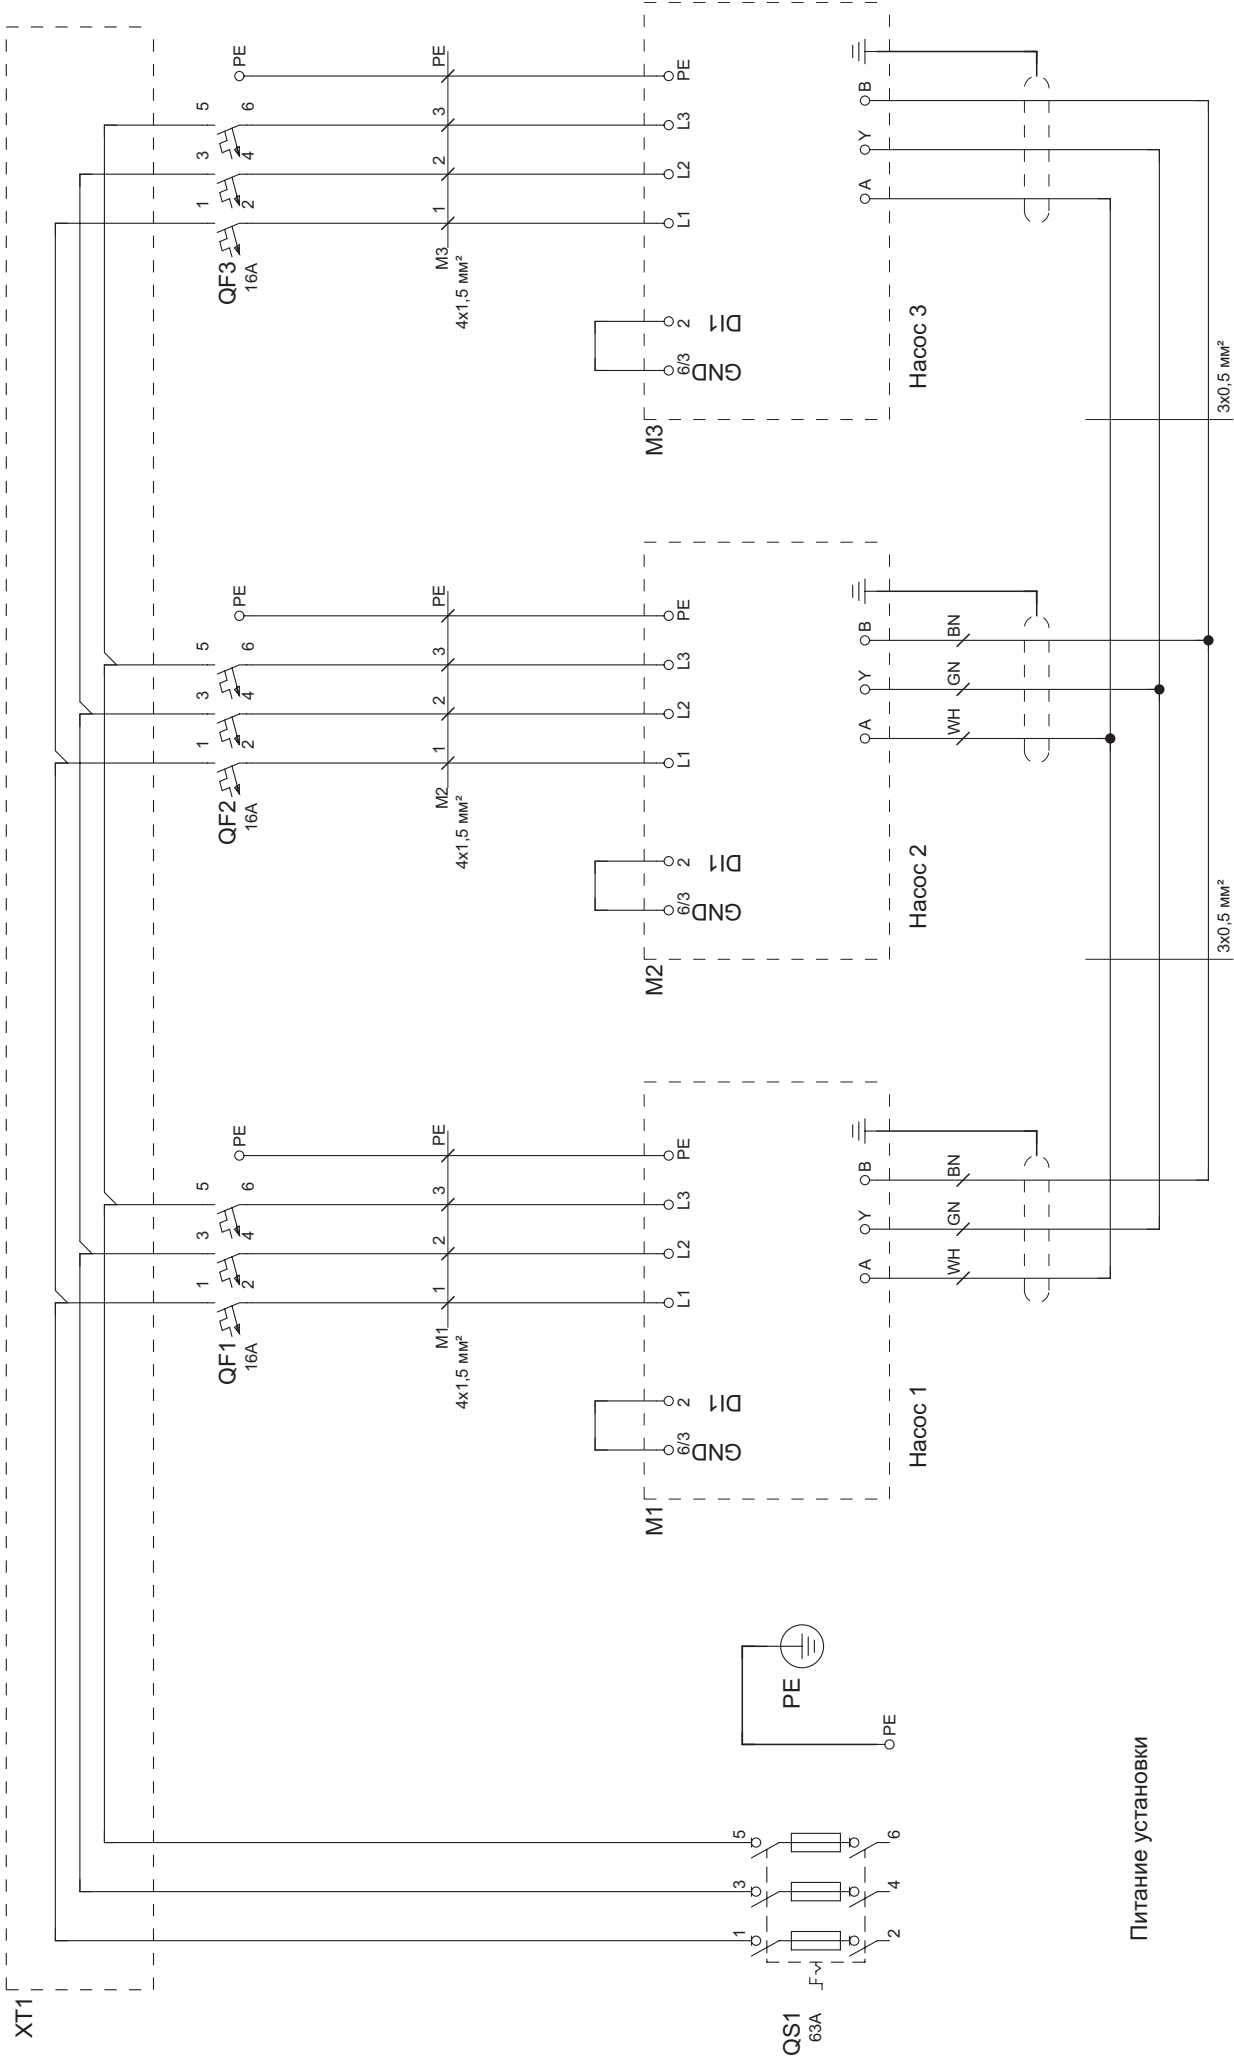 XT1
1 3 5
1 3 5
1 3 5
QF1
16A
2 4 6 PE
QF2
16A
2 4 6 PE
QF3
16A
2 4 6 PE
M1 1 2 3 PE
4x1,5 мм²
M2 1 2 3 PE
4x1,5 мм²
M3 1 2 3 PE
4x1,5 мм²
M1
6/3 2 L1 L2 L3 PE
GND DI1
M2
6/3 2 L1 L2 L3 PE
GND DI1
M3
6/3 2 L1 L2 L3 PE
GND DI1
1 3 5
QS1
63A
PE
2 4 6 PE
A Y B
A Y B
A Y B
Насос 1
Насос 2
Насос 3
WH GN BN
WH GN BN
Питание установки
3x0,5 мм²
3x0,5 мм²